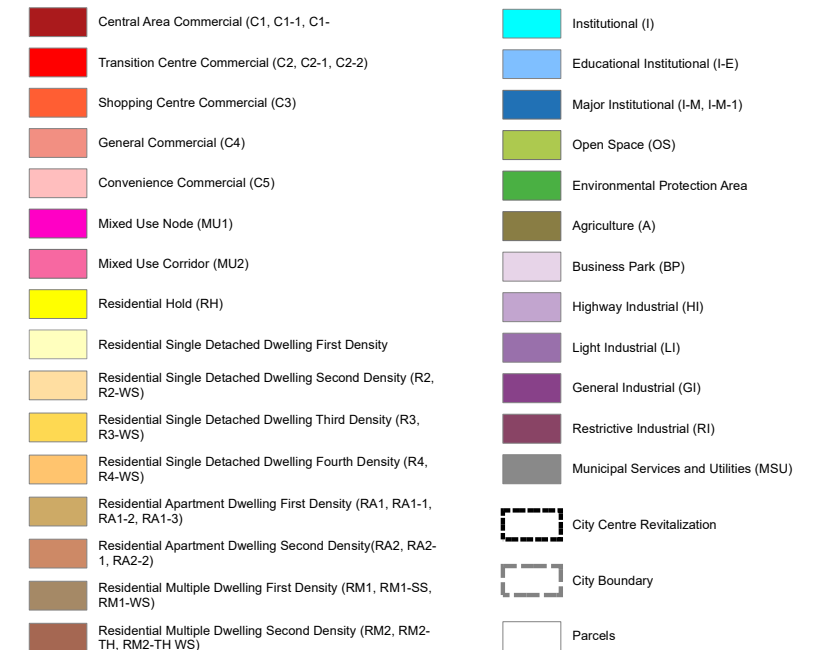 Central Area Commercial (C1, C1-1, C1-
Transition Centre Commercial (C2, C2-1, C2-2)
Shopping Centre Commercial (C3)
General Commercial (C4)
Convenience Commercial (C5)
Mixed Use Node (MU1)
Mixed Use Corridor (MU2)
Residential Hold (RH)
Residential Single Detached Dwelling First Density
Residential Single Detached Dwelling Second Density (R2,
R2-WS)
Residential Single Detached Dwelling Third Density (R3,
R3-WS)
Residential Single Detached Dwelling Fourth Density (R4,
R4-WS)
Residential Apartment Dwelling First Density (RA1, RA1-1,
RA1-2, RA1-3)
Residential Apartment Dwelling Second Density(RA2, RA2-
1, RA2-2)
Residential Multiple Dwelling First Density (RM1, RM1-SS,
RM1-WS)
Residential Multiple Dwelling Second Density (RM2, RM2-
TH, RM2-TH WS)
Institutional (I)
Educational Institutional (I-E)
Major Institutional (I-M, I-M-1)
Open Space (OS)
Environmental Protection Area
Agriculture (A)
Business Park (BP)
Highway Industrial (HI)
Light Industrial (LI)
General Industrial (GI)
Restrictive Industrial (RI)
Municipal Services and Utilities (MSU)
City Centre Revitalization
City Boundary
Parcels